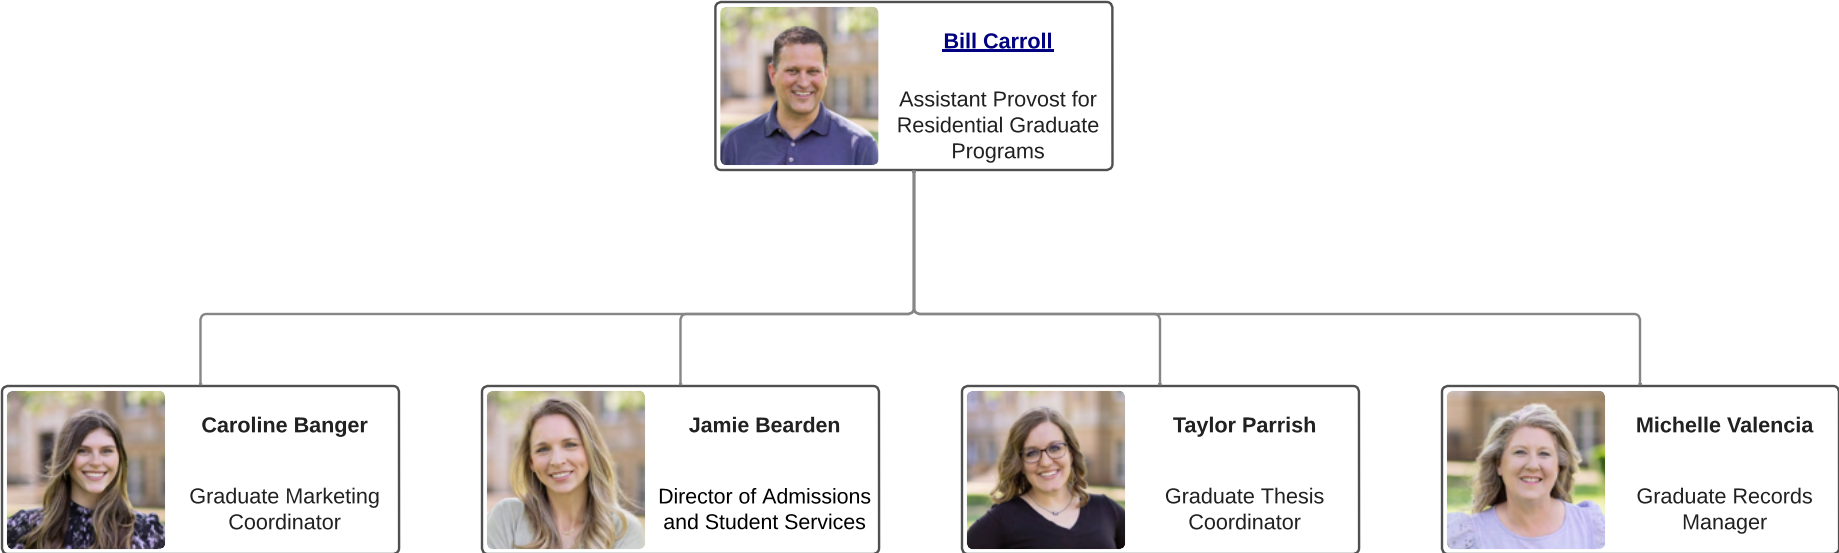 Bill Carroll
Assistant Provost for
Residential Graduate
Programs
Caroline Banger
Graduate Marketing
Coordinator
Jamie Bearden
Director of Admissions
and Student Services
Taylor Parrish
Graduate Thesis
Coordinator
Michelle Valencia
Graduate Records
Manager